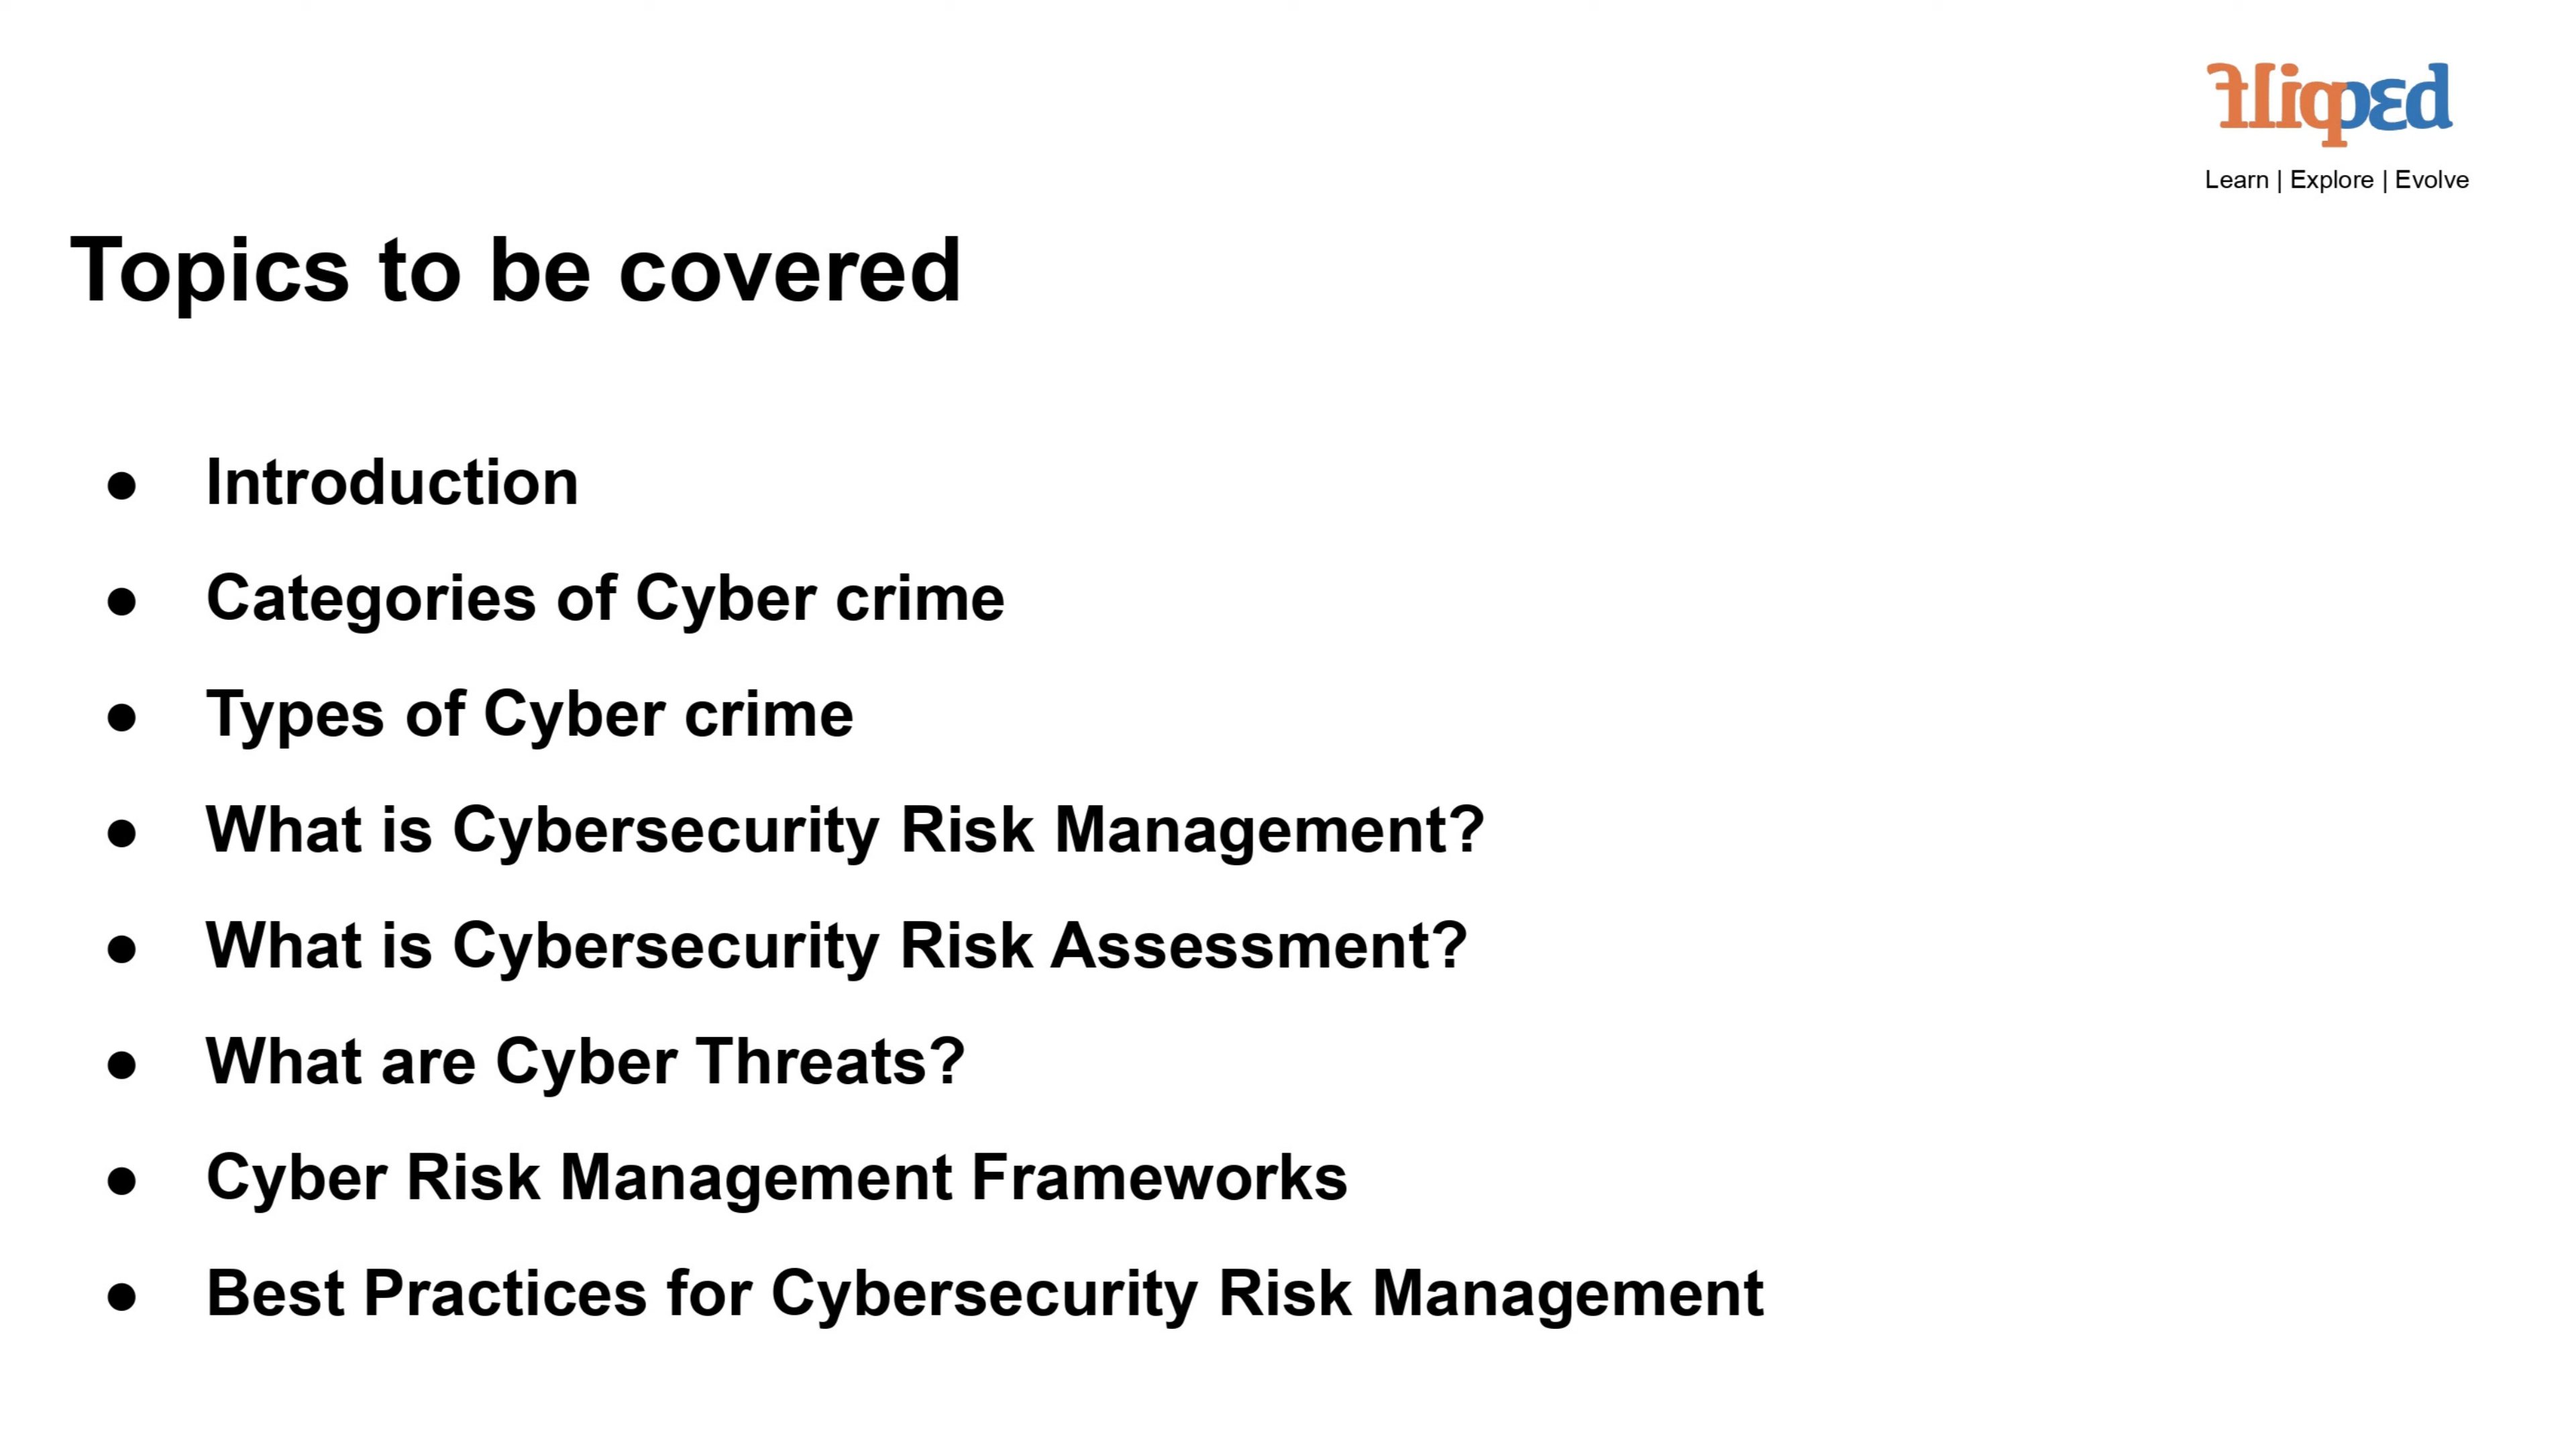 flipped
Learn | Explore | Evolve
Topics to be covered
● Introduction
● Categories of Cyber crime
● Types of Cyber crime
● What is Cybersecurity Risk Management?
● What is Cybersecurity Risk Assessment?
● What are Cyber Threats?
● Cyber Risk Management Frameworks
● Best Practices for Cybersecurity Risk Management